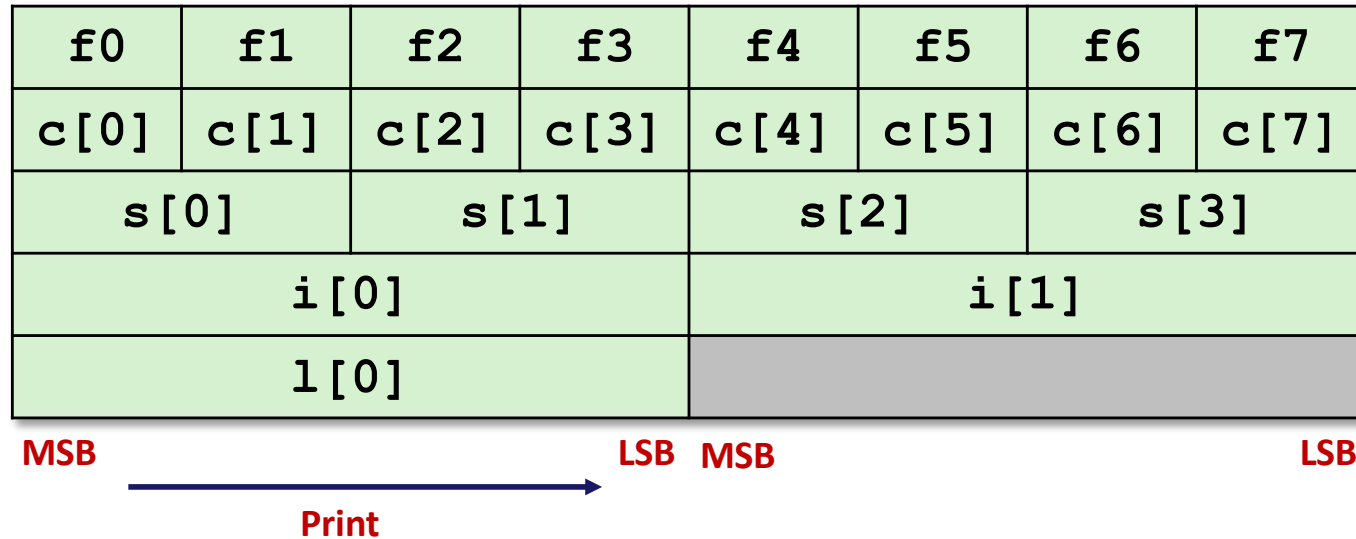 f0 f1 f2 f3 f4 f5 f6 f7
c[0] c[1] c[2] c[3] c[4] c[5] c[6] c[7]
s[0] s[1] s[2] s[3]
i[0] i[1]
l[0]
MSB LSB MSB LSB
Print